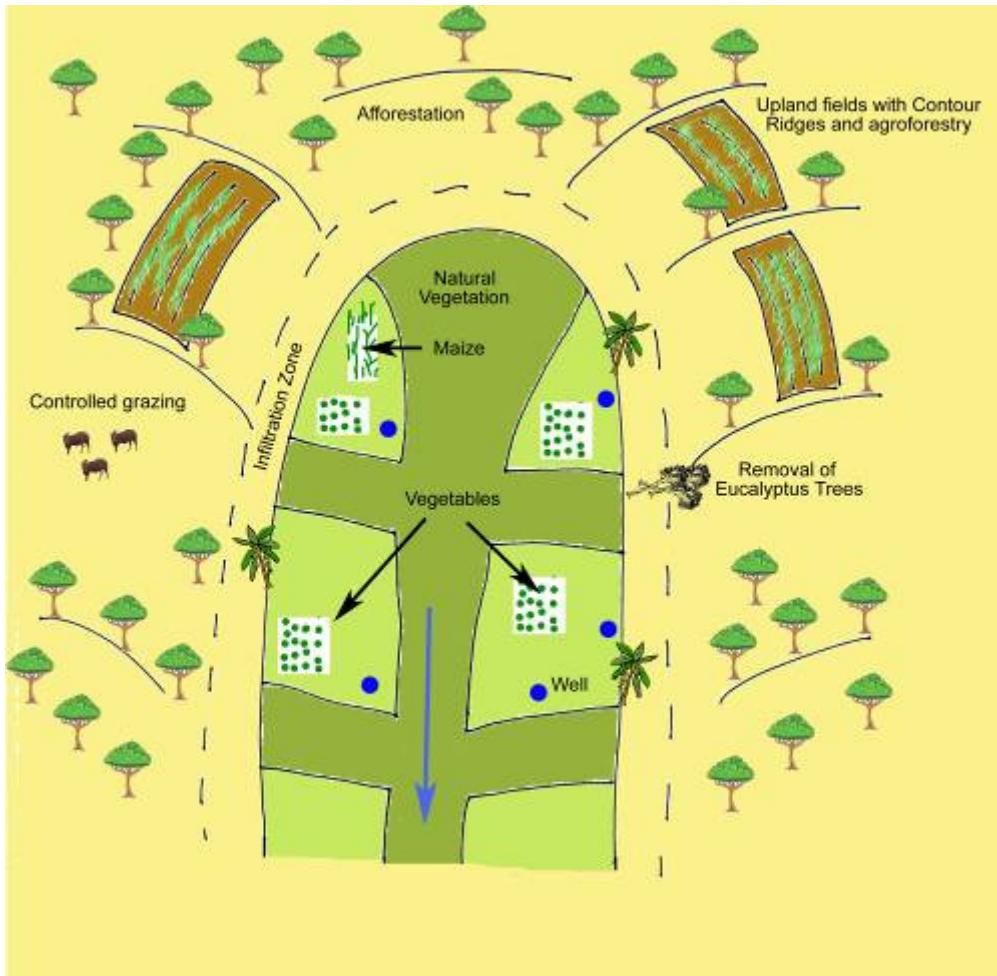 Afforestation
Upland fields with Contour
Ridges and agroforestry
Natural
Vegetation
Maize
Infiltration Zone
Controlled grazing
Vegetables
Removal of
Eucalyptus Trees
Well